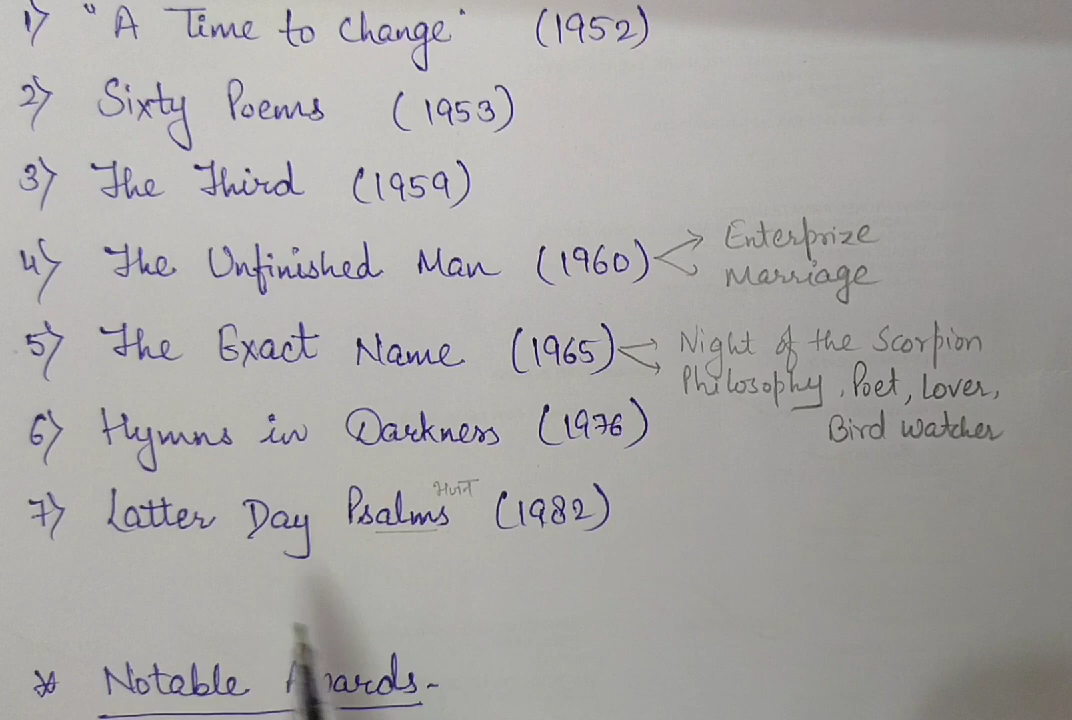 1) "A Time to Change" (1952)
2) Sixty Poems (1953)
3) The Third (1959)
4) The Unfinished Man (1960) Enterprize
Marriage
5) The Exact Name (1965) Night of the Scorpion
Philosophy, Poet, Lover,
Bird watcher
6) Hymns in Darkness (1976)
भजन
7) Latter Day Psalms (1982)
* Notable Awards-